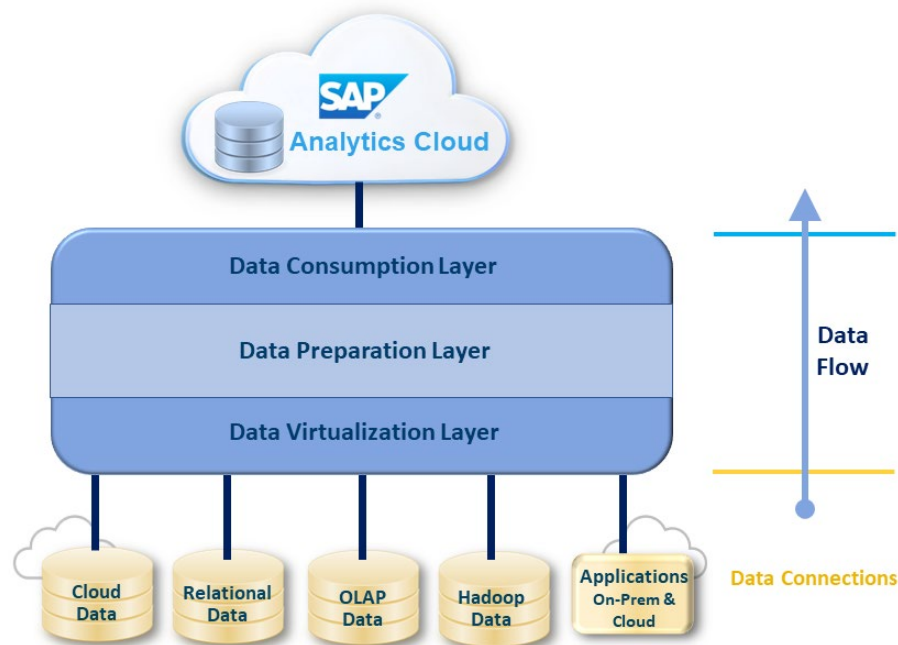 SAP
®
Analytics Cloud
Data Consumption Layer
Data Preparation Layer
Data Virtualization Layer
Data
Flow
Cloud
Data
Relational
Data
OLAP
Data
Hadoop
Data
Applications
On-Prem &
Cloud
Data Connections